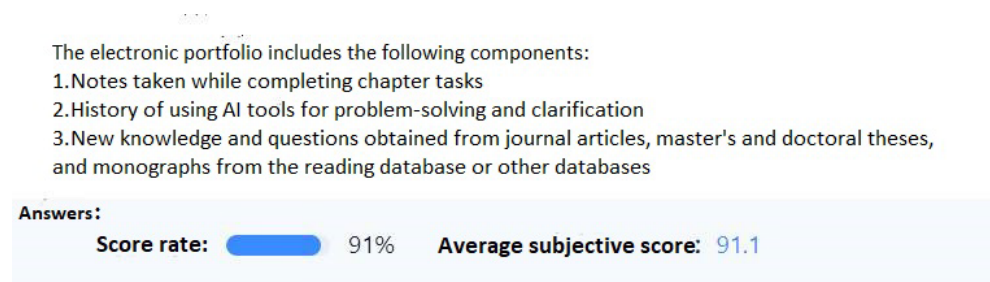 The electronic portfolio includes the following components:
1.Notes taken while completing chapter tasks
2.History of using AI tools for problem-solving and clarification
3.New knowledge and questions obtained from journal articles, master's and doctoral theses,
and monographs from the reading database or other databases
Answers:
Score rate: 91% Average subjective score: 91.1